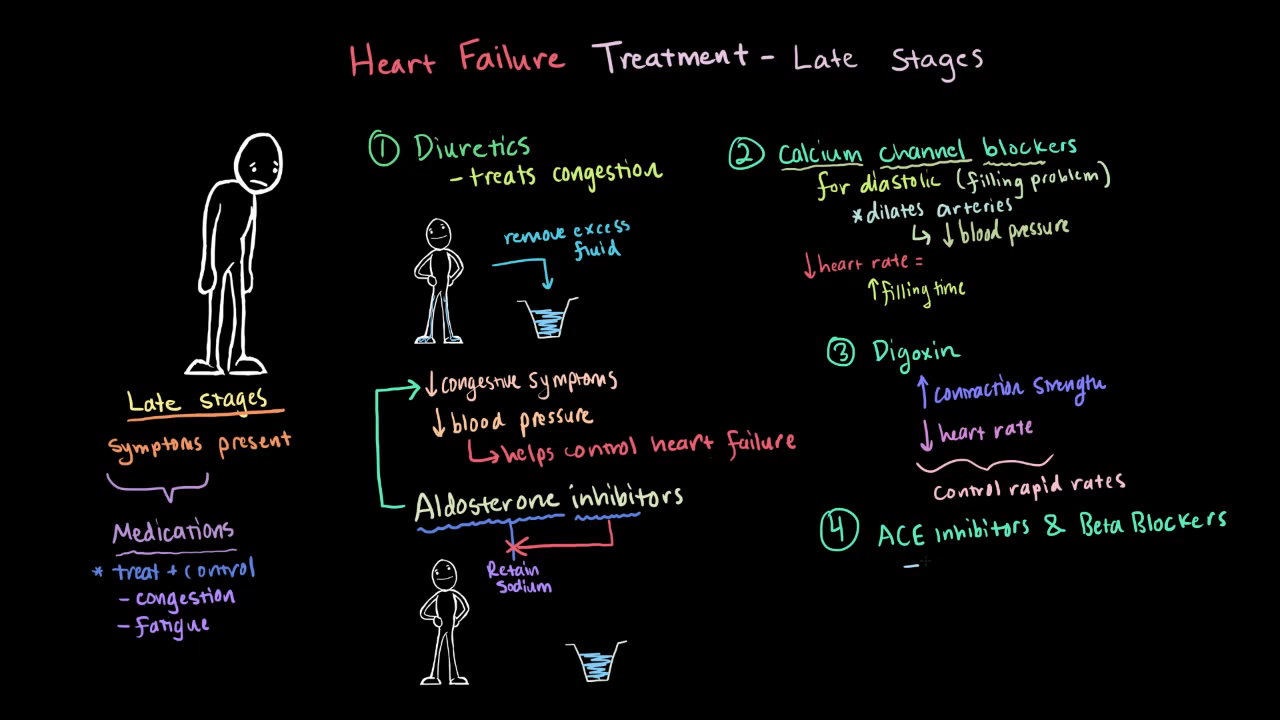 Heart Failure Treatment - Late Stages
Late stages
symptoms present
Medications
* treat + control
- congestion
- fatigue
① Diuretics
- treats congestion
remove excess
fluid
↓ congestive symptoms
↓ blood pressure
↳ helps control heart failure
Aldosterone inhibitors
Retain
Sodium
② Calcium channel blockers
for diastolic (filling problem)
*dilates arteries
↳ ↓ blood pressure
↓ heart rate =
↑ filling time
③ Digoxin
↑ contraction strength
↓ heart rate
control rapid rates
④ ACE inhibitors & Beta Blockers
-